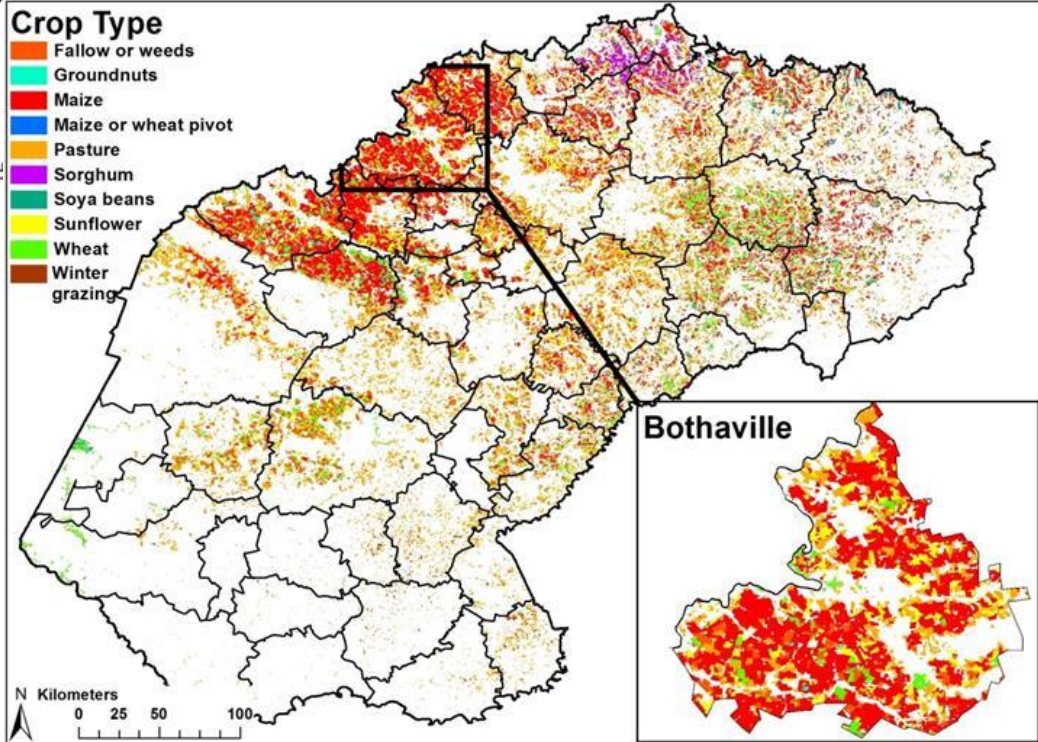 Crop Type
Fallow or weeds
Groundnuts
Maize
Maize or wheat pivot
Pasture
Sorghum
Soya beans
Sunflower
Wheat
Winter
grazing
Bothaville
N Kilometers
0 25 50 100